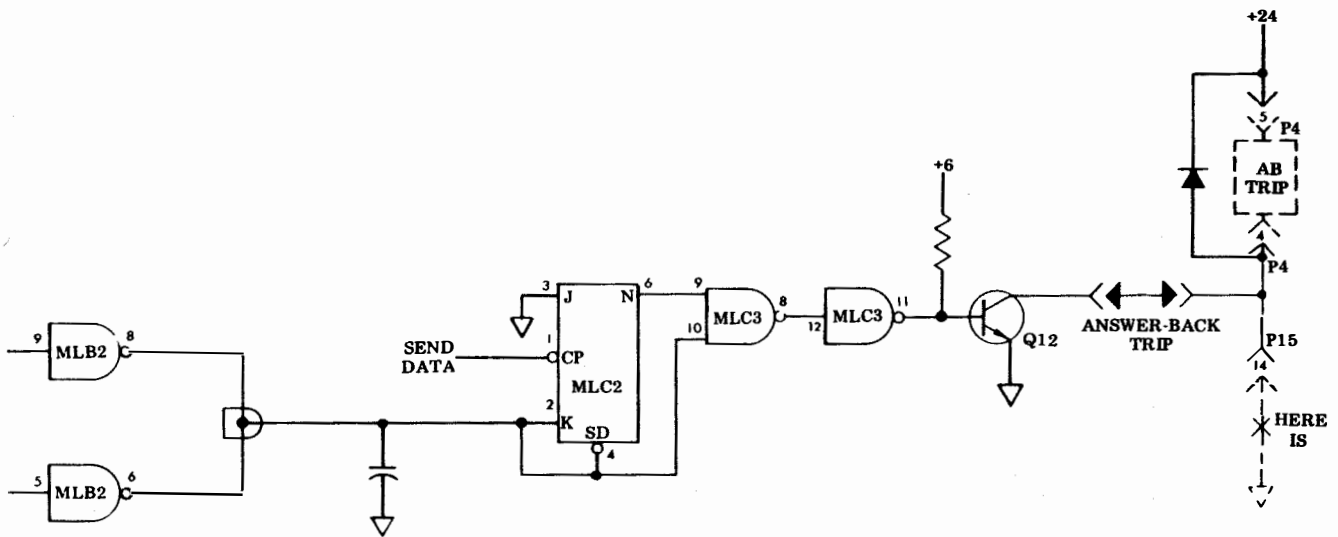 +24
5
P4
AB
TRIP
4
P4
+6
3
J
N
6
9
8
11
MLC3
MLC3
10
12
Q12
ANSWER-BACK
TRIP
P15
14
HERE
IS
SEND
DATA
1
CP
MLC2
2
K
SD
4
9
MLB2
8
5
MLB2
6